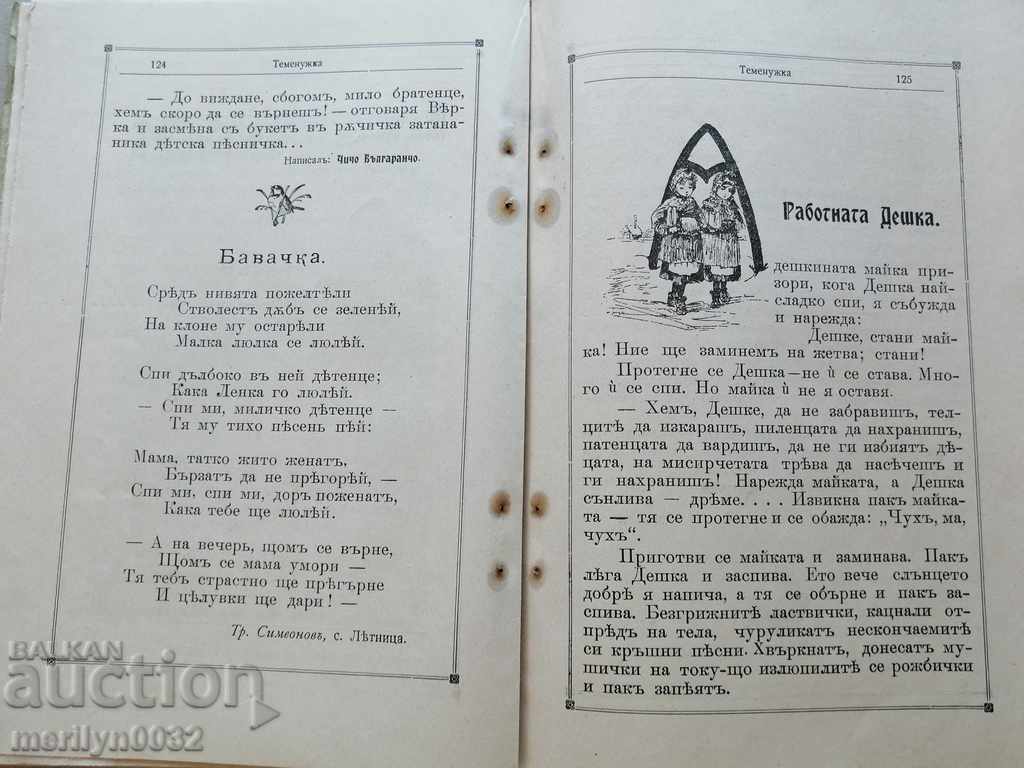 124 Теменужка
— До виждане, сбогомъ, мило братенце,
хемъ скоро да се върнешъ! — отговаря Вѣр-
ка и засмѣна съ букетъ въ рѫчичка затана-
ника дѣтска пѣсничка...
Написалъ: Чичо Българанчо.
Бавачка.
Срѣдъ нивята пожелтѣли
Стволестъ дѫбъ се зеленѣй,
На клоне му остарѣли
Малка люлка се люлѣй.
Спи дълбоко въ ней дѣтенце;
Кака Ленка го люлѣй.
— Спи ми, миличко дѣтенце —
Тя му тихо пѣсень пѣй:
Мама, татко жито женатъ,
Бързатъ да не прѣгорѣй, —
Спи ми, спи ми, доръ поженатъ,
Кака тебе ще люлѣй.
— А на вечерь, щомъ се върне,
Щомъ се мама умори —
Тя тебъ страстно ще прѣгърне
И цѣлувки ще дари! —
Тр. Симеоновъ, с. Лѣтница.
Теменужка 125
Работната Дешка.
дешкината майка при-
зори, кога Дешка най-
сладко спи, я събужда
и нарежда:
Дешке, стани май-
ка! Ние ще заминемъ на жетва; стани!
Протегне се Дешка—не ѝ се става. Мно-
го ѝ се спи. Но майка ѝ не я оставя.
— Хемъ, Дешке, да не забравишъ, тел-
цитѣ да изкарашъ, пиленцата да нахранишъ,
патенцата да вардишъ, да не ги избиятъ дѣ-
цата, на мисирчетата трѣва да насѣчешъ и
ги нахранишъ! Нарежда майката, а Дешка
сънлива — дрѣме. . . . Извикна пакъ майка-
та — тя се протегне и се обажда: „Чухъ, ма,
чухъ“.
Приготви се майката и заминава. Пакъ
лѣга Дешка и заспива. Ето вече слънцето
добрѣ я напича, а тя се обърне и пакъ за-
спива. Безгрижнитѣ ластвички, кацнали от-
прѣдъ на тела, чуруликатъ нескончаемитѣ
си кръшни пѣсни. Хвъркнатъ, донесатъ му-
шички на току-що излюпилитѣ се рожбички
и пакъ запѣятъ.
BALKAN
auction
merilyn0032